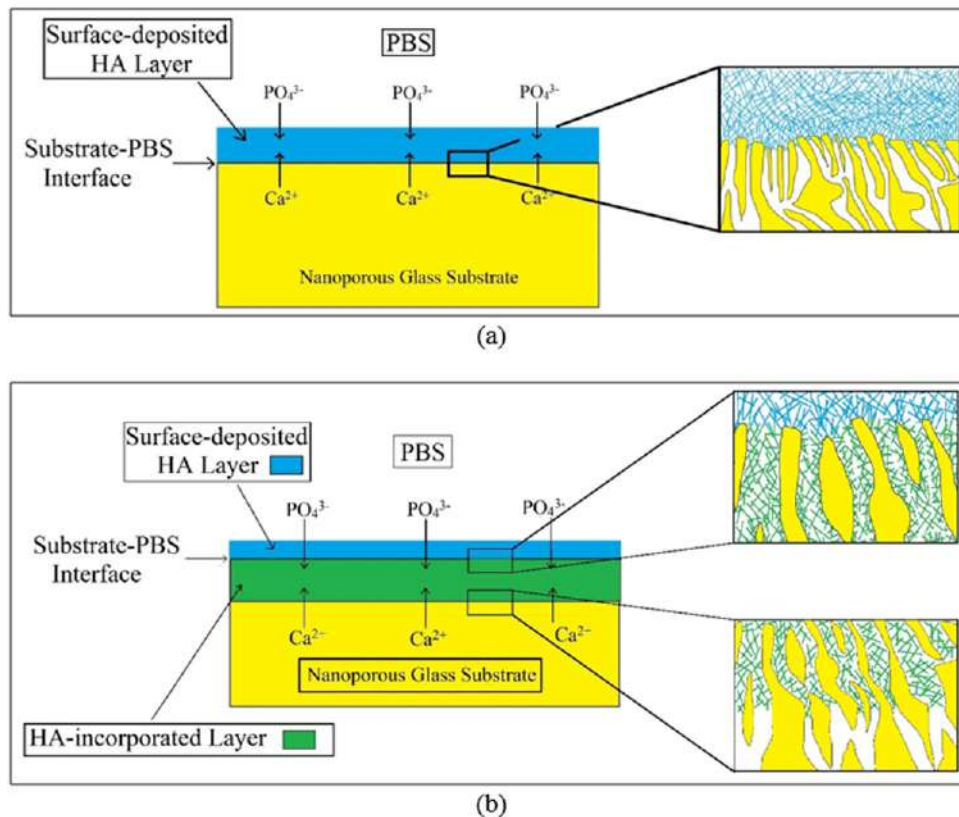 Surface-deposited
HA Layer
PBS
PO₄³⁻ PO₄³⁻ PO₄³⁻
Substrate-PBS
Interface
Ca²⁺ Ca²⁺ Ca²⁺
Nanoporous Glass Substrate
(a)
Surface-deposited
HA Layer
PBS
PO₄³⁻ PO₄³⁻ PO₄³⁻
Substrate-PBS
Interface
Ca²⁺ Ca²⁺ Ca²⁺
Nanoporous Glass Substrate
HA-incorporated Layer
(b)